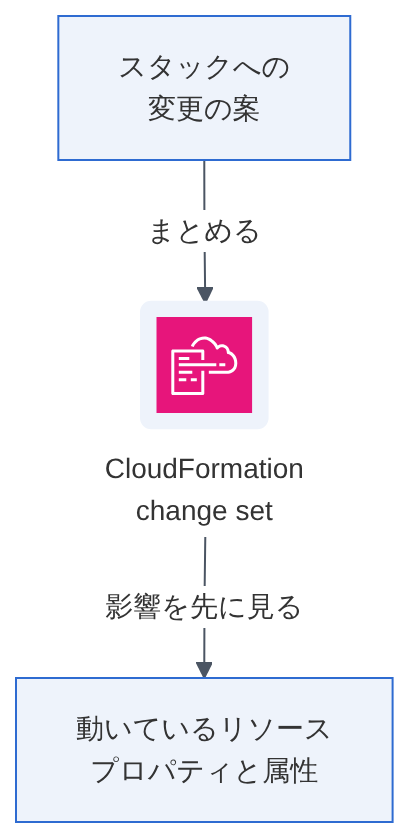 スタックへの
変更の案
まとめる
CloudFormation
change set
影響を先に見る
動いているリソース
プロパティと属性